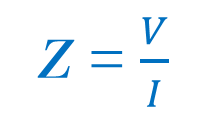 Z = V/I